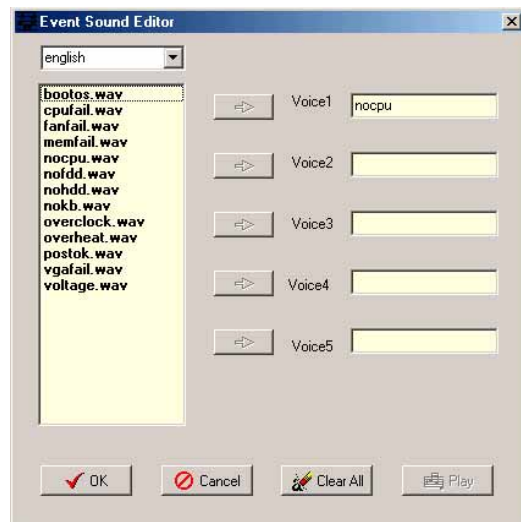 Event Sound Editor
english
bootos.wav
cpufail.wav
fanfail.wav
memfail.wav
nocpu.wav
nofdd.wav
nohdd.wav
nokb.wav
overclock.wav
overheat.wav
postok.wav
vgafail.wav
voltage.wav
Voice1 nocpu
Voice2
Voice3
Voice4
Voice5
OK Cancel Clear All Play